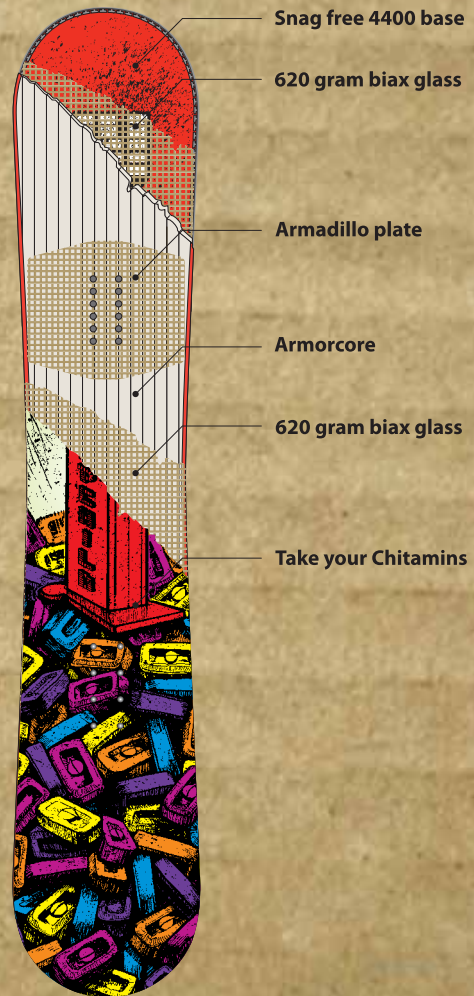 Snag free 4400 base
620 gram biax glass
Armadillo plate
Armorcore
620 gram biax glass
Take your Chitamins